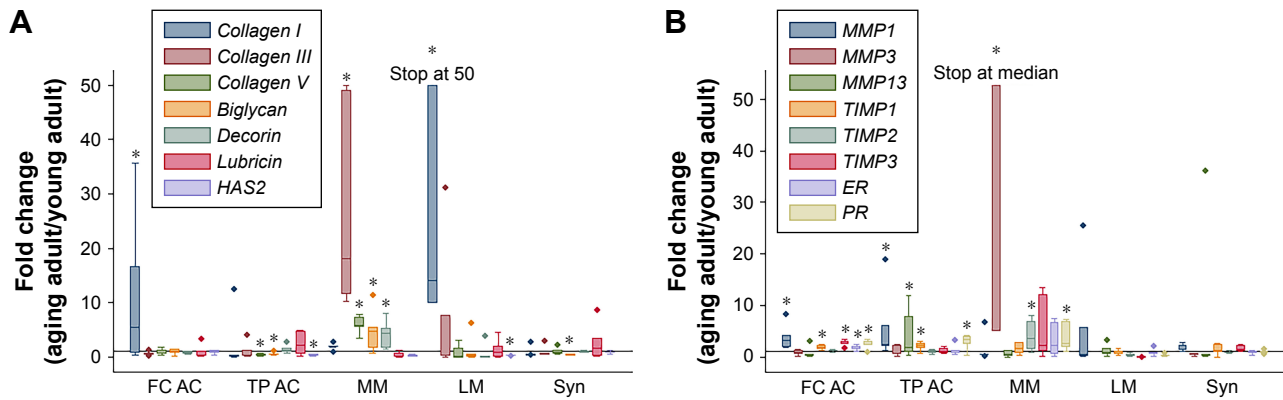 A
Fold change
(aging adult/young adult)
50
40
30
20
10
0
Collagen I
Collagen III
Collagen V
Biglycan
Decorin
Lubricin
HAS2
*
*
*
*
*
*
*
*
*
*
*
Stop at 50
FC AC
TP AC
MM
LM
Syn
B
Fold change
(aging adult/young adult)
50
40
30
20
10
0
MMP1
MMP3
MMP13
TIMP1
TIMP2
TIMP3
ER
PR
*
*
*
*
*
*
*
*
*
*
*
*
Stop at median
FC AC
TP AC
MM
LM
Syn